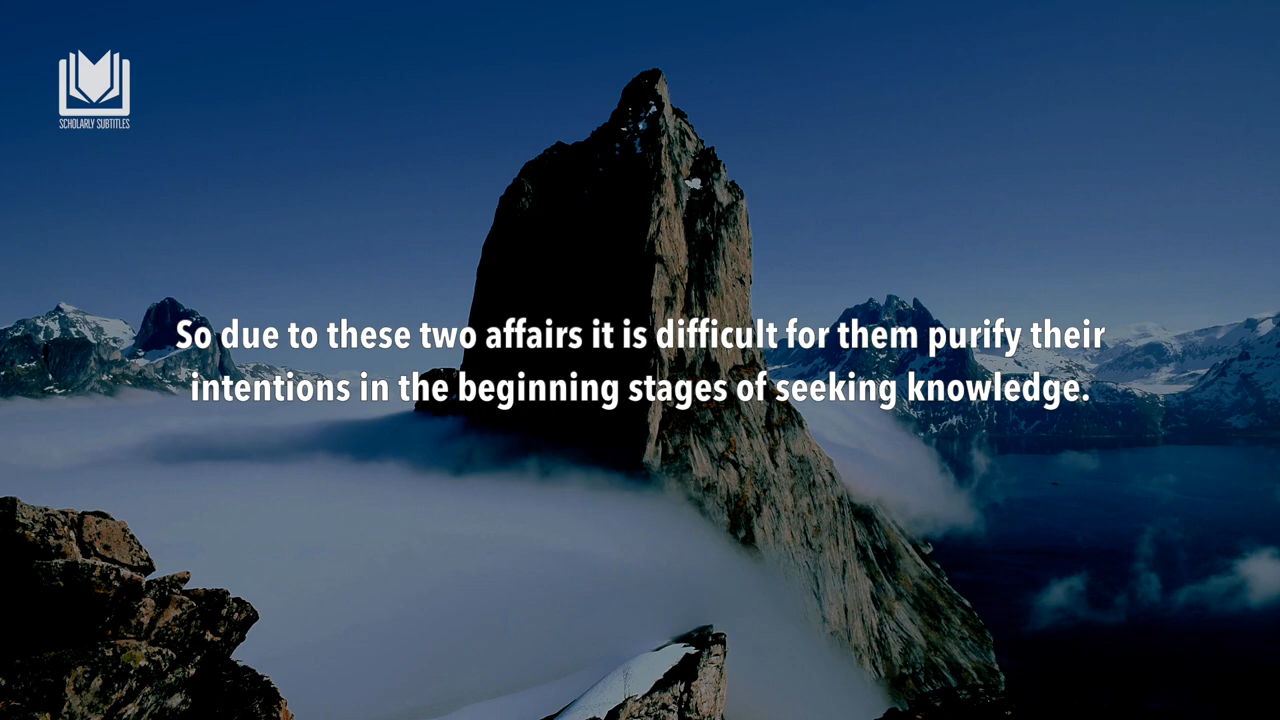 SCHOLARLY SUBTITLES
So due to these two affairs it is difficult for them purify their
intentions in the beginning stages of seeking knowledge.